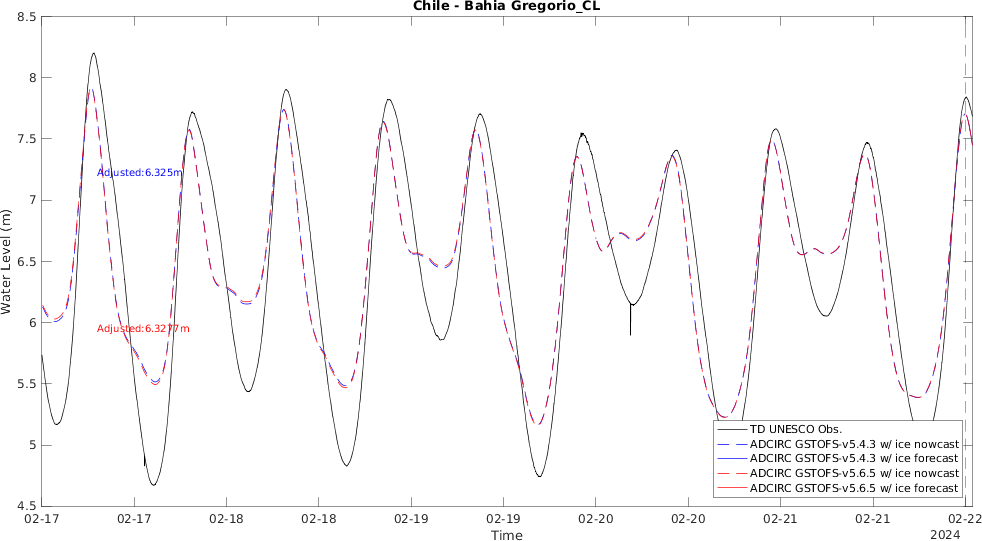 Chile - Bahia Gregorio_CL
8.5
8
7.5
7
6.5
6
5.5
5
4.5
Water Level (m)
Adjusted:6.325m
Adjusted:6.3277m
TD UNESCO Obs.
ADCIRC GSTOFS-v5.4.3 w/ ice nowcast
ADCIRC GSTOFS-v5.4.3 w/ ice forecast
ADCIRC GSTOFS-v5.6.5 w/ ice nowcast
ADCIRC GSTOFS-v5.6.5 w/ ice forecast
02-17 02-17 02-18 02-18 02-19 02-19 02-20 02-20 02-21 02-21 02-22
Time
2024